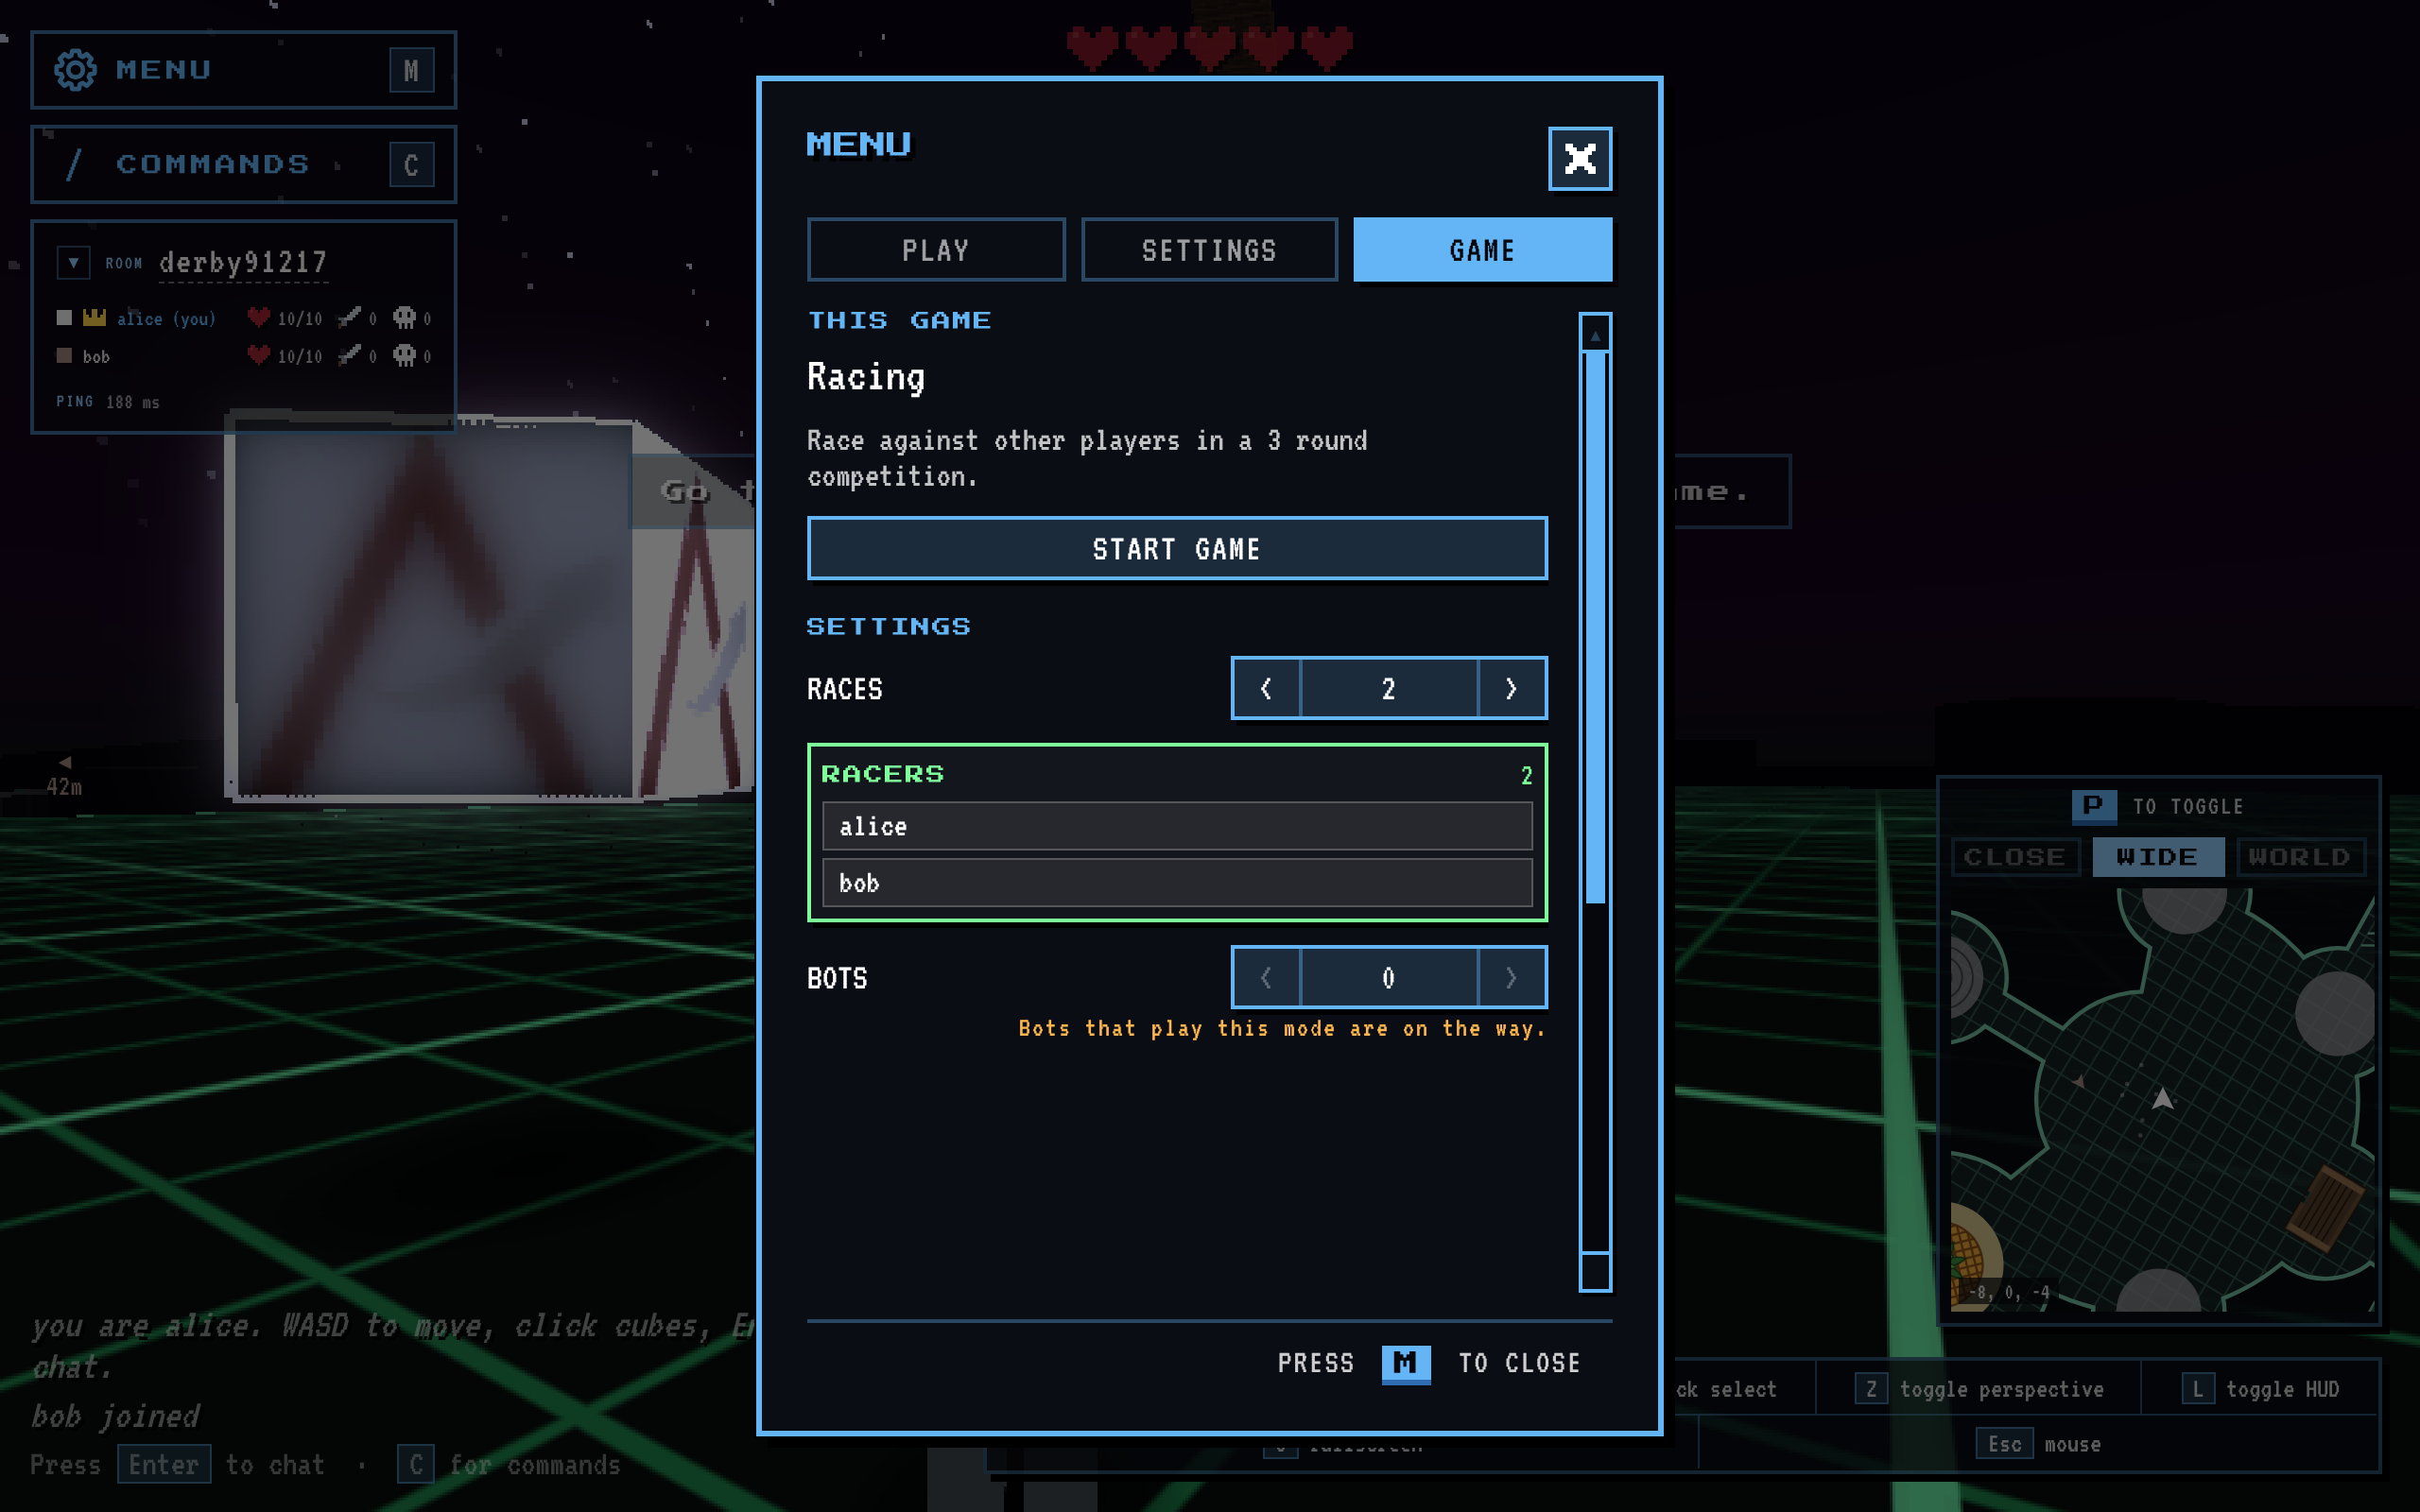 MENU M
/ COMMANDS C
ROOM derby91217
alice (you) 10/10 0 0
bob 10/10 0 0
PING 188 ms
42m
Go
me.
MENU
PLAY SETTINGS GAME
THIS GAME
Racing
Race against other players in a 3 round
competition.
START GAME
SETTINGS
RACES 2
RACERS 2
alice
bob
BOTS 0
Bots that play this mode are on the way.
PRESS M TO CLOSE
P TO TOGGLE
CLOSE WIDE WORLD
-8, 0, -4
you are alice. WASD to move, click cubes,
chat.
bob joined
Press Enter to chat · C for commands
ck select Z toggle perspective L toggle HUD
Esc mouse